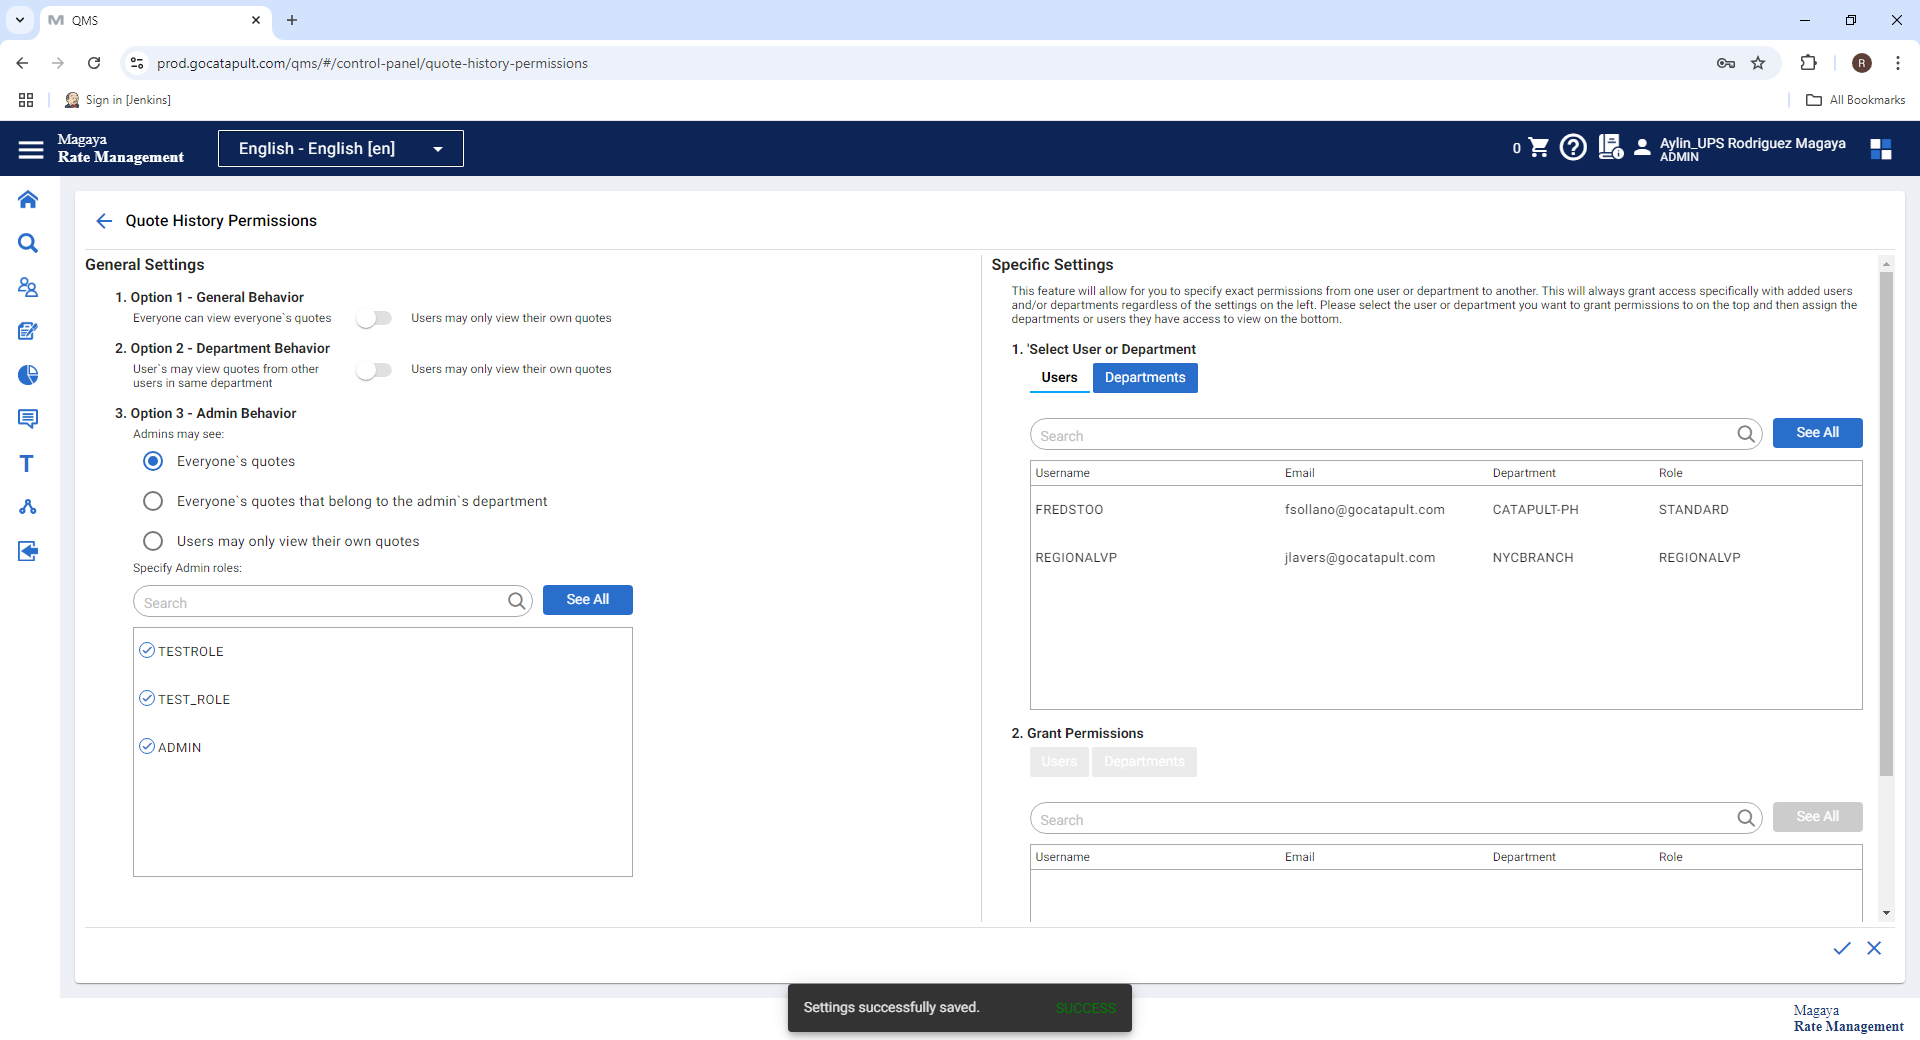 QMS
prod.gocatapult.com/qms/#/control-panel/quote-history-permissions
R
Sign in [Jenkins]
All Bookmarks
Magaya
Rate Management
English - English [en]
0
Aylin_UPS Rodriguez Magaya
ADMIN
Quote History Permissions
General Settings
1. Option 1 - General Behavior
Everyone can view everyone`s quotes
Users may only view their own quotes
2. Option 2 - Department Behavior
User`s may view quotes from other
users in same department
Users may only view their own quotes
3. Option 3 - Admin Behavior
Admins may see:
Everyone`s quotes
Everyone`s quotes that belong to the admin`s department
Users may only view their own quotes
Specify Admin roles:
Search
See All
TESTROLE
TEST_ROLE
ADMIN
Specific Settings
This feature will allow for you to specify exact permissions from one user or department to another. This will always grant access specifically with added users
and/or departments regardless of the settings on the left. Please select the user or department you want to grant permissions to on the top and then assign the
departments or users they have access to view on the bottom.
1. 'Select User or Department
Users Departments
Search
See All
Username Email Department Role
FREDSTOO fsollano@gocatapult.com CATAPULT-PH STANDARD
REGIONALVP jlavers@gocatapult.com NYCBRANCH REGIONALVP
2. Grant Permissions
Users Departments
Search
See All
Username Email Department Role
Settings successfully saved. SUCCESS
Magaya
Rate Management